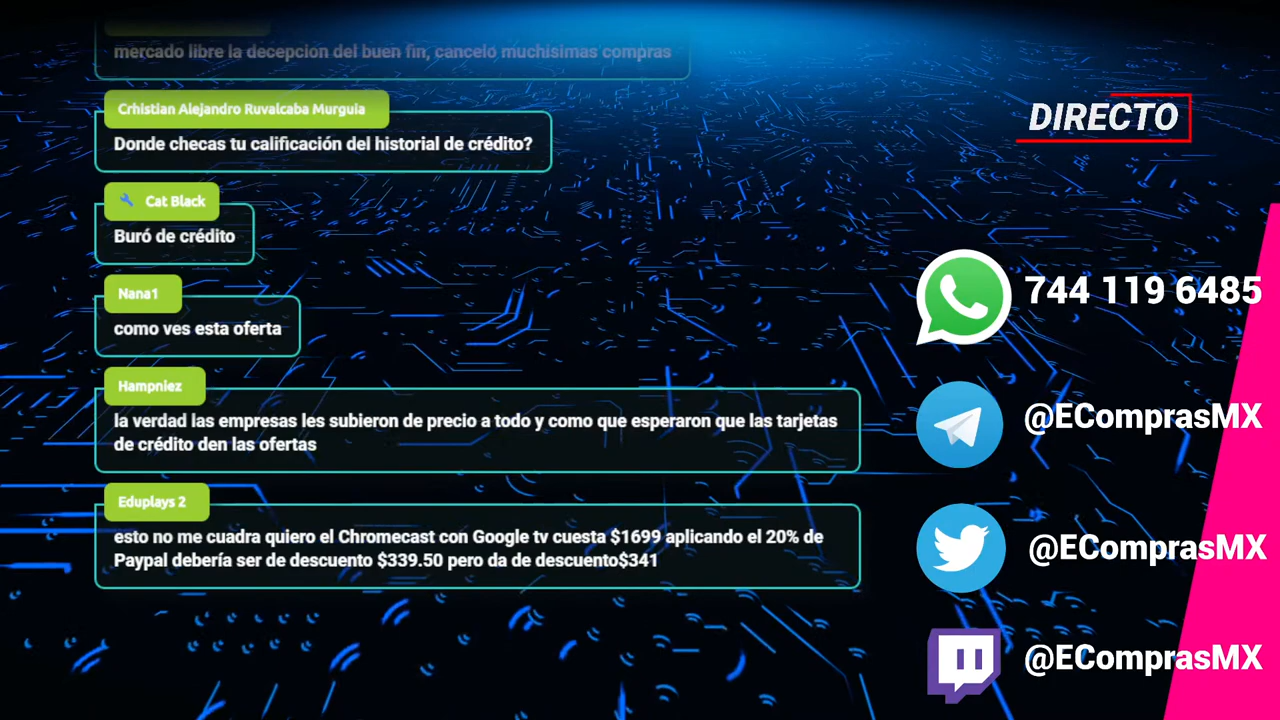 mercado libre la decepcion del buen fin, canceló muchísimas compras
Crhistian Alejandro Ruvalcaba Murguia
Donde checas tu calificación del historial de crédito?
Cat Black
Buró de crédito
Nana1
como ves esta oferta
Hampniez
la verdad las empresas les subieron de precio a todo y como que esperaron que las tarjetas
de crédito den las ofertas
Eduplays 2
esto no me cuadra quiero el Chromecast con Google tv cuesta $1699 aplicando el 20% de
Paypal debería ser de descuento $339.50 pero da de descuento$341
DIRECTO
744 119 6485
@EComprasMX
@EComprasMX
@EComprasMX